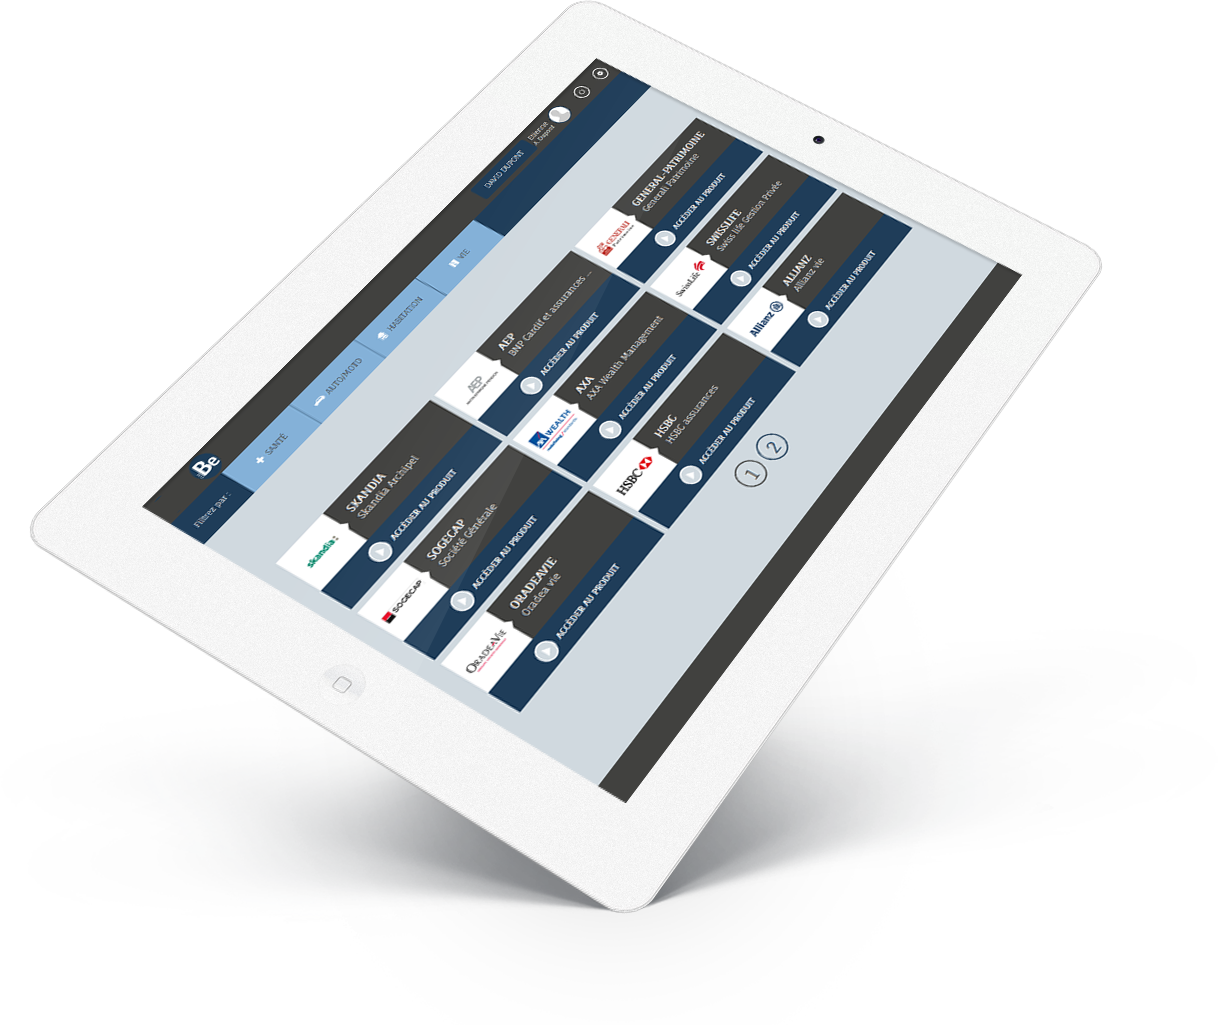 Be
DAVID DUPONT
Etienne
A. Dupont
Filtrez par :
SANTÉ
AUTO/MOTO
HABITATION
VIE
skandia:
SKANDIA
Skandia Archipel
ACCÉDER AU PRODUIT
AEP
AEP
BNP Cardif et assurances ...
ACCÉDER AU PRODUIT
GENERALI
Patrimoine
GENERAL-PATRIMOINE
Generali Patrimoine
ACCÉDER AU PRODUIT
SOGECAP
SOGECAP
Société Générale
ACCÉDER AU PRODUIT
AXA WEALTH
AXA
AXA Wealth Management
ACCÉDER AU PRODUIT
SwissLife
SWISSLIFE
Swiss life Gestion Privée
ACCÉDER AU PRODUIT
ORADEAVIE
ORADEAVIE
Oradea vie
ACCÉDER AU PRODUIT
HSBC
HSBC
HSBC assurances
ACCÉDER AU PRODUIT
Allianz
ALLIANZ
Allianz vie
ACCÉDER AU PRODUIT
1 2